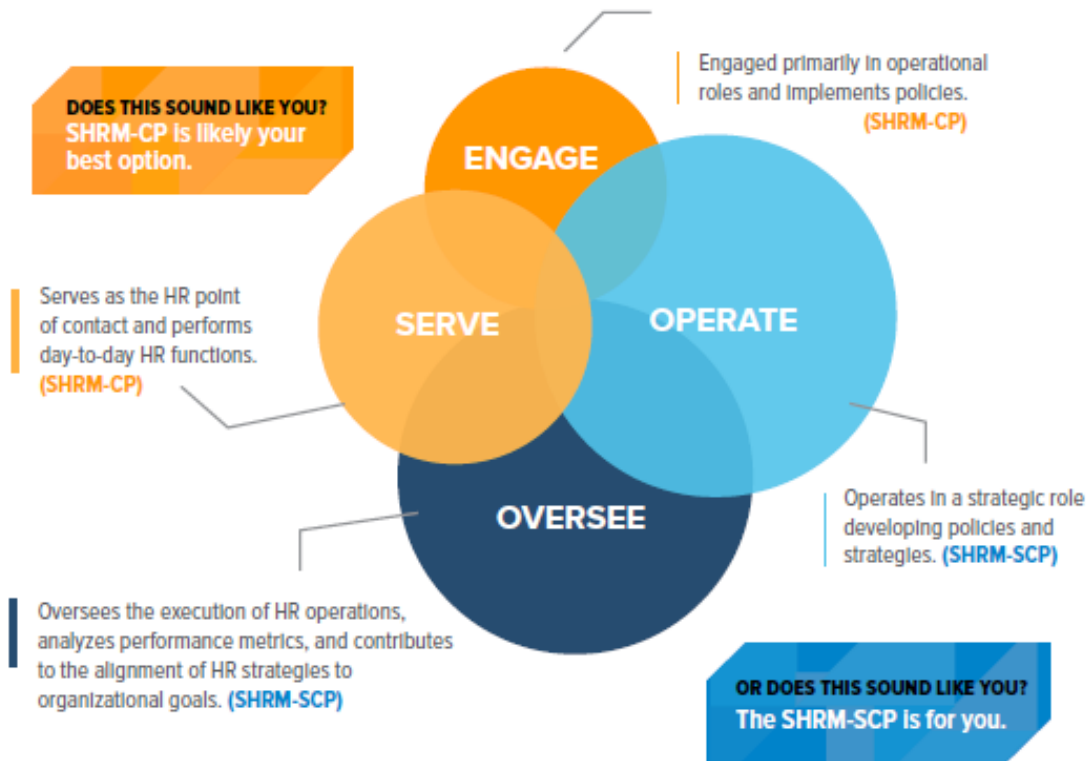 Engaged primarily in operational
roles and implements policies.
(SHRM-CP)
DOES THIS SOUND LIKE YOU?
SHRM-CP is likely your
best option.
ENGAGE
Serves as the HR point
of contact and performs
day-to-day HR functions.
(SHRM-CP)
SERVE
OPERATE
OVERSEE
Operates in a strategic role
developing policies and
strategies. (SHRM-SCP)
Oversees the execution of HR operations,
analyzes performance metrics, and contributes
to the alignment of HR strategies to
organizational goals. (SHRM-SCP)
OR DOES THIS SOUND LIKE YOU?
The SHRM-SCP is for you.